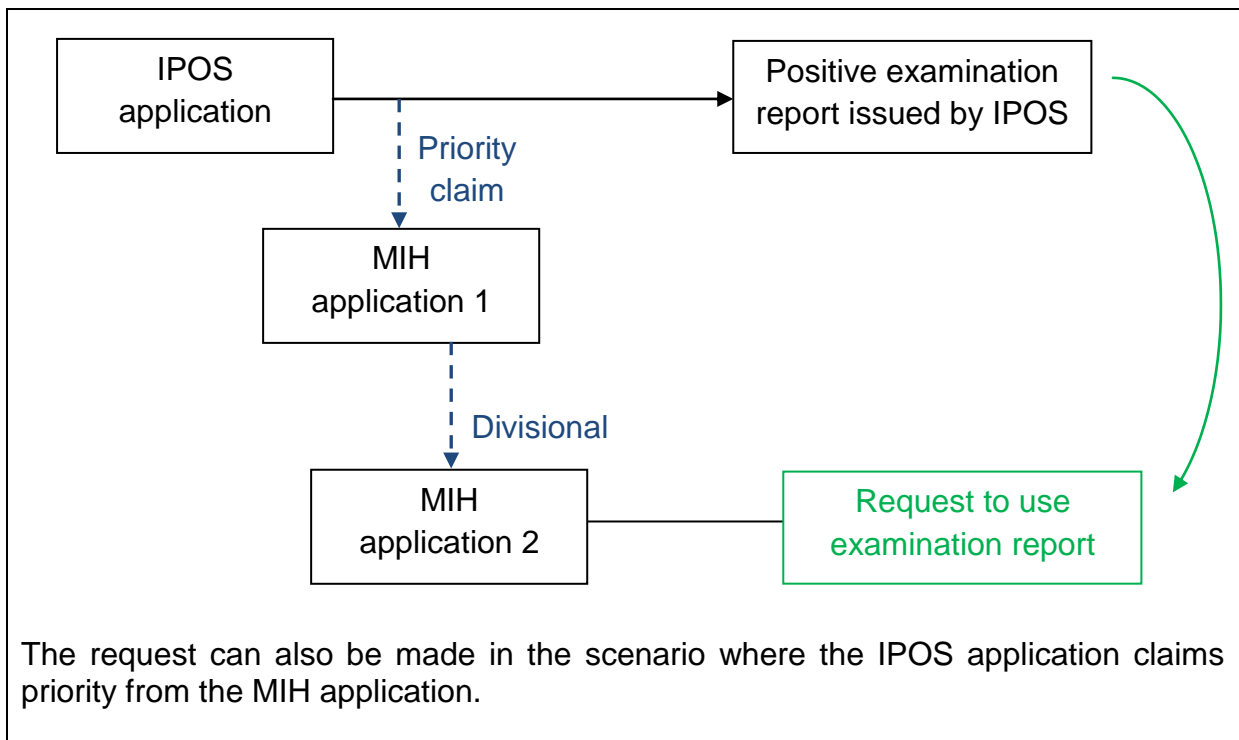 IPOS
application
Positive examination
report issued by IPOS
Priority
claim
MIH
application 1
Divisional
MIH
application 2
Request to use
examination report
The request can also be made in the scenario where the IPOS application claims
priority from the MIH application.